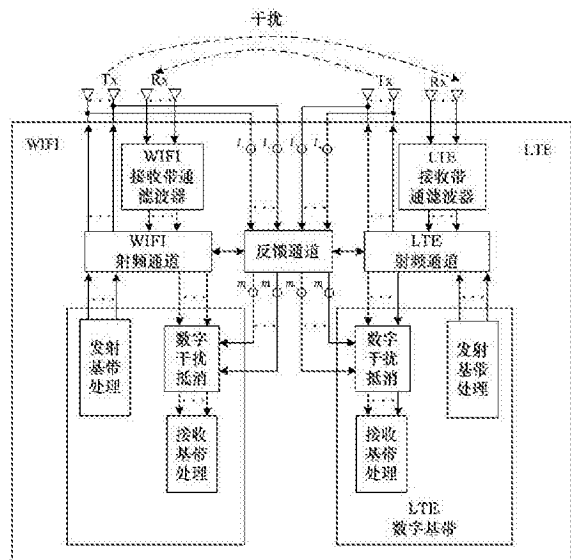 干扰
Tx Rx Tx Rx
WIFI LTE
WIFI
接收带通
滤波器
LTE
接收带
通滤波器
WIFI
射频通道
反馈通道
LTE
射频通道
m m m m
发射
基带
处理
数字
干扰
抵消
数字
干扰
抵消
发射
基带
处理
接收
基带
处理
接收
基带
处理
LTE
数字基带